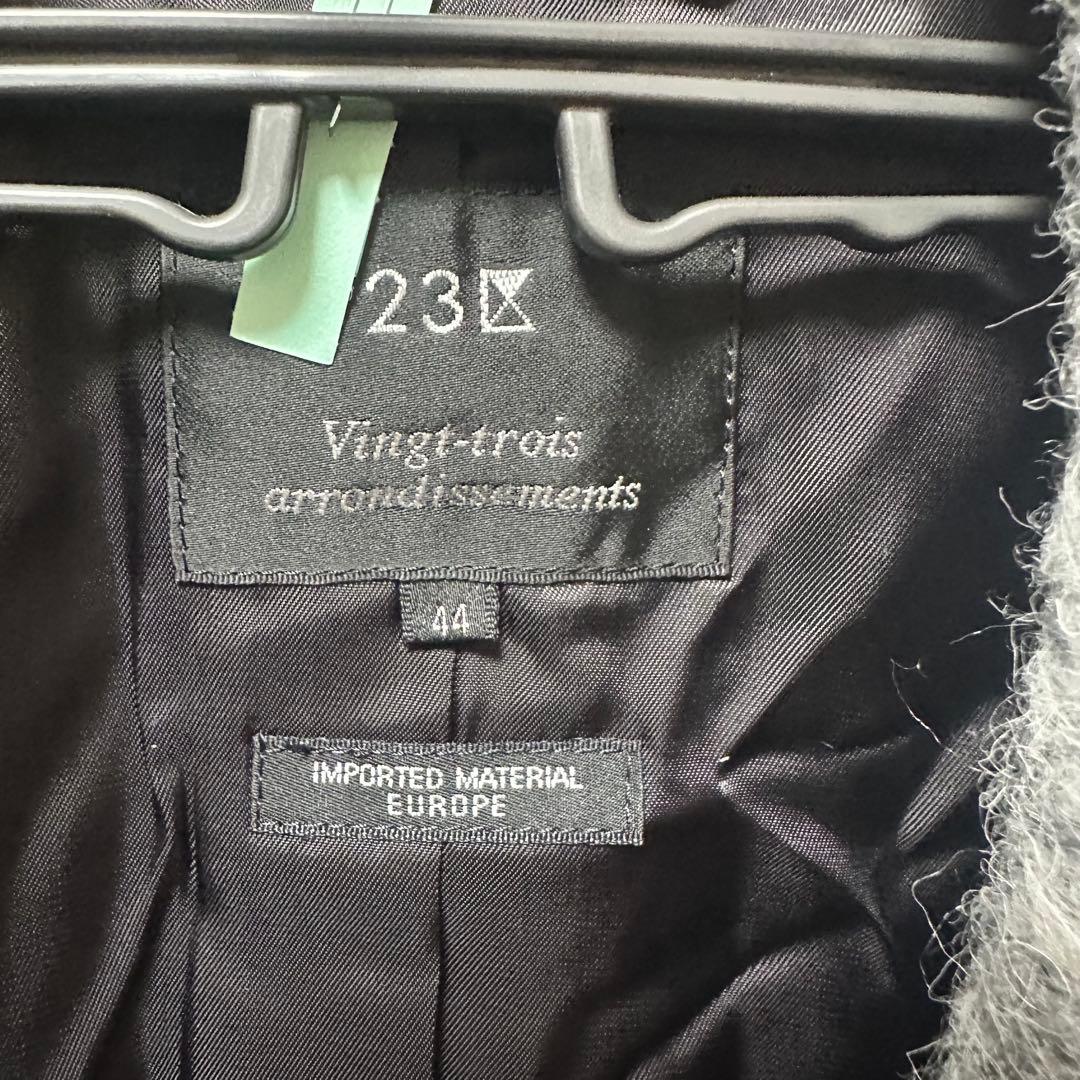 23区
Vingt-trois
arrondissements
44
IMPORTED MATERIAL
EUROPE